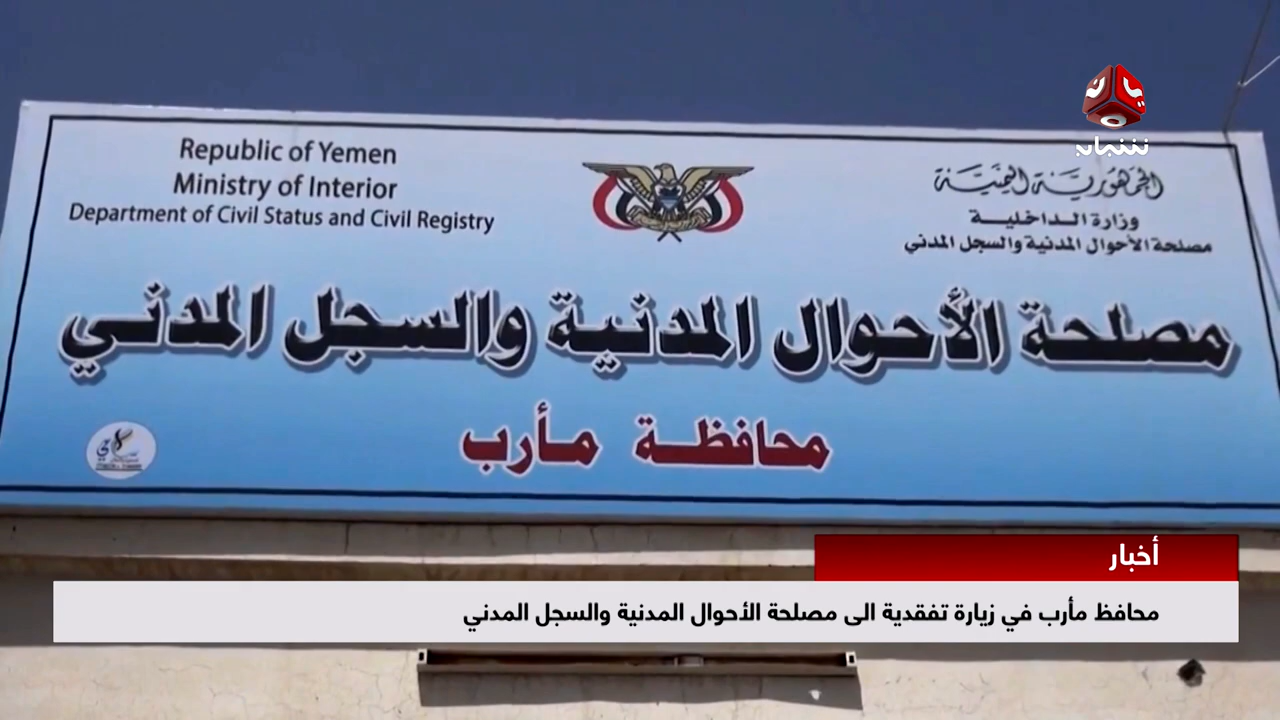 يمن
شباب
Republic of Yemen
Ministry of Interior
Department of Civil Status and Civil Registry
الجمهورية اليمنية
وزارة الداخلية
مصلحة الأحوال المدنية والسجل المدني
مصلحة الأحوال المدنية والسجل المدني
محافظة مأرب
أخبار
محافظ مأرب في زيارة تفقدية الى مصلحة الأحوال المدنية والسجل المدني